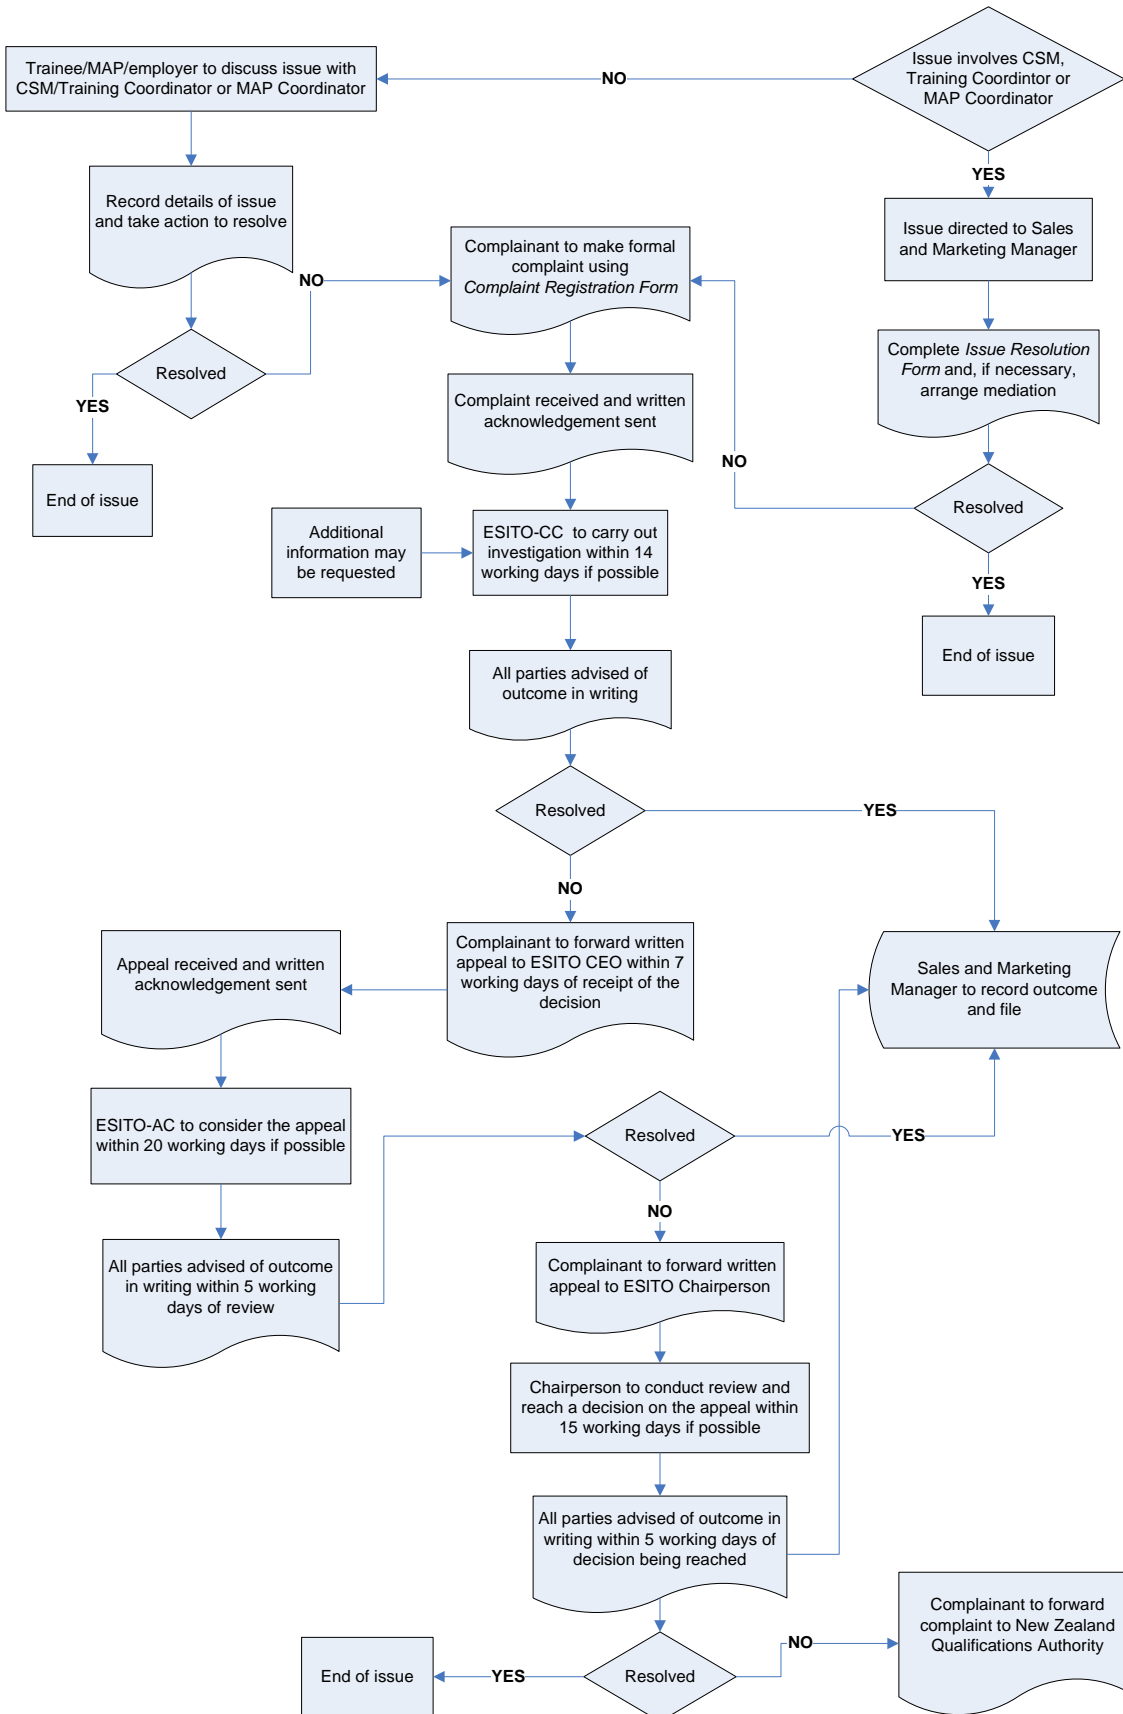 Issue involves CSM,
Training Coordintor or
MAP Coordinator
NO
Trainee/MAP/employer to discuss issue with
CSM/Training Coordinator or MAP Coordinator
YES
Record details of issue
and take action to resolve
Issue directed to Sales
and Marketing Manager
Complainant to make formal
complaint using
Complaint Registration Form
NO
Complete Issue Resolution
Form and, if necessary,
arrange mediation
Resolved
YES
Complaint received and written
acknowledgement sent
NO
End of issue
Resolved
Additional
information may
be requested
ESITO-CC to carry out
investigation within 14
working days if possible
YES
End of issue
All parties advised of
outcome in writing
Resolved
YES
NO
Complainant to forward written
appeal to ESITO CEO within 7
working days of receipt of the
decision
Appeal received and written
acknowledgement sent
Sales and Marketing
Manager to record outcome
and file
ESITO-AC to consider the appeal
within 20 working days if possible
Resolved
YES
NO
All parties advised of outcome
in writing within 5 working
days of review
Complainant to forward written
appeal to ESITO Chairperson
Chairperson to conduct review and
reach a decision on the appeal within
15 working days if possible
All parties advised of outcome in
writing within 5 working days of
decision being reached
Complainant to forward
complaint to New Zealand
Qualifications Authority
NO
Resolved
YES
End of issue